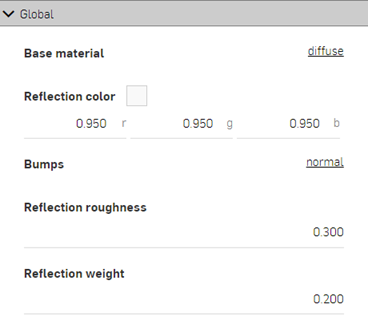 Global
Base material diffuse
Reflection color
0.950 r 0.950 g 0.950 b
Bumps normal
Reflection roughness
0.300
Reflection weight
0.200